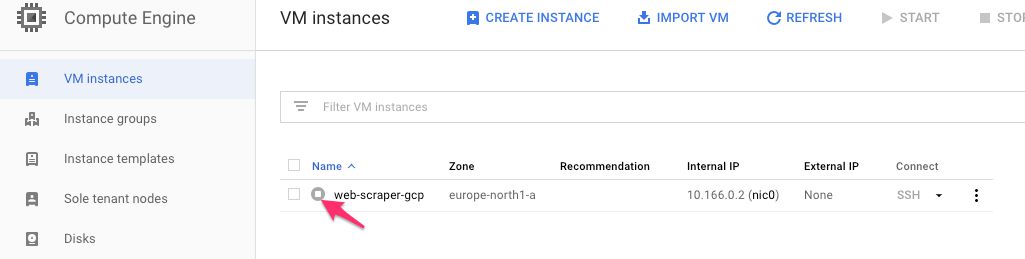 Compute Engine
VM instances
CREATE INSTANCE
IMPORT VM
REFRESH
START
VM instances
Instance groups
Instance templates
Sole tenant nodes
Disks
Filter VM instances
Name Zone Recommendation Internal IP External IP Connect
web-scraper-gcp europe-north1-a 10.166.0.2 (nic0) None SSH